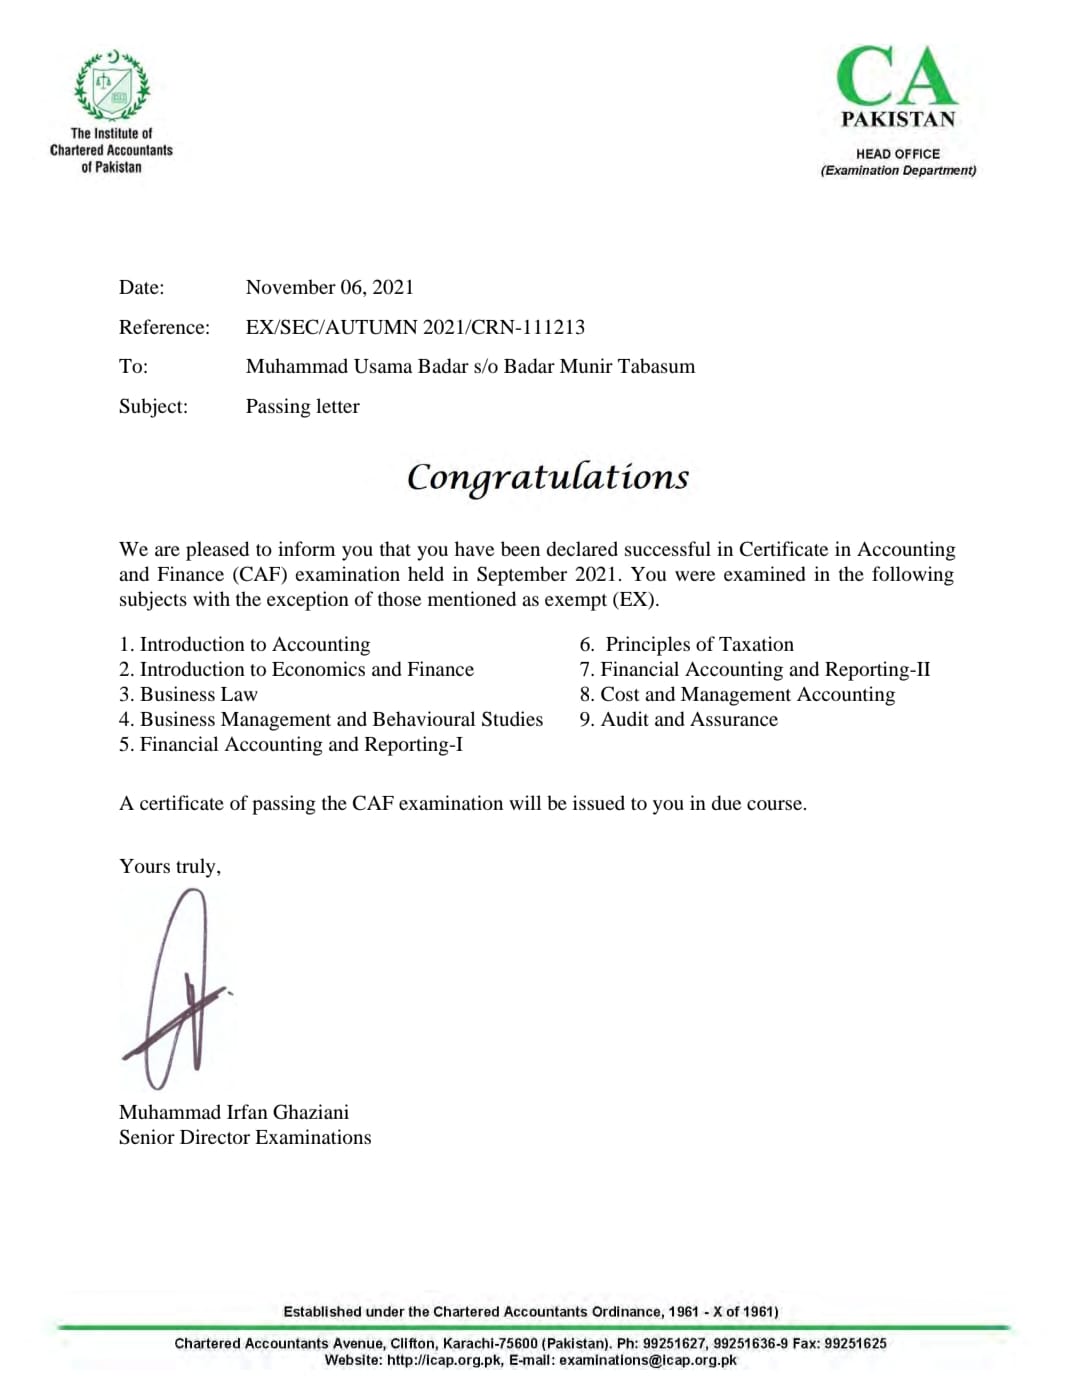 The Institute of
Chartered Accountants
of Pakistan
CA
PAKISTAN
HEAD OFFICE
(Examination Department)
Date: November 06, 2021
Reference: EX/SEC/AUTUMN 2021/CRN-111213
To: Muhammad Usama Badar s/o Badar Munir Tabasum
Subject: Passing letter
Congratulations
We are pleased to inform you that you have been declared successful in Certificate in Accounting
and Finance (CAF) examination held in September 2021. You were examined in the following
subjects with the exception of those mentioned as exempt (EX).
1. Introduction to Accounting
2. Introduction to Economics and Finance
3. Business Law
4. Business Management and Behavioural Studies
5. Financial Accounting and Reporting-I
6. Principles of Taxation
7. Financial Accounting and Reporting-II
8. Cost and Management Accounting
9. Audit and Assurance
A certificate of passing the CAF examination will be issued to you in due course.
Yours truly,
Muhammad Irfan Ghaziani
Senior Director Examinations
Established under the Chartered Accountants Ordinance, 1961 - X of 1961)
Chartered Accountants Avenue, Clifton, Karachi-75600 (Pakistan). Ph: 99251627, 99251636-9 Fax: 99251625
Website: http://icap.org.pk, E-mail: examinations@icap.org.pk